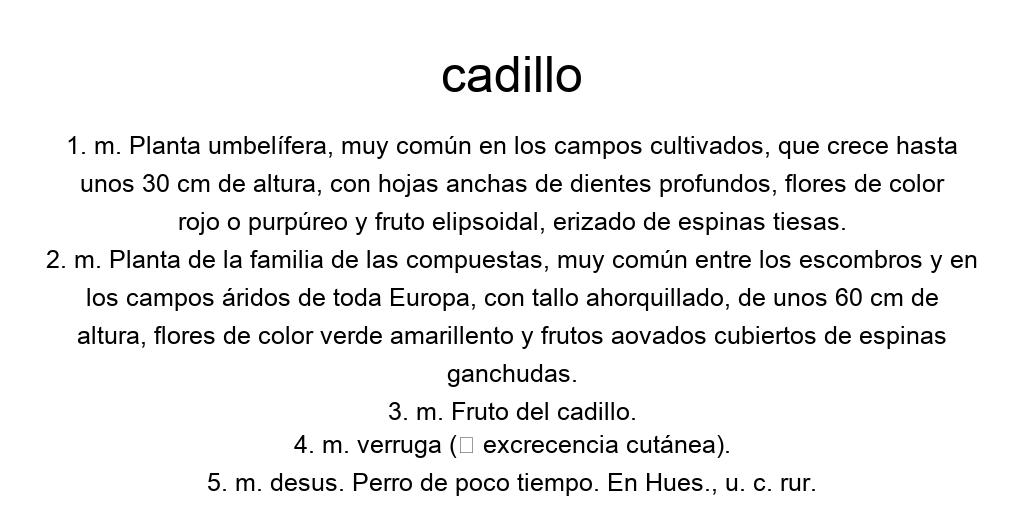 cadillo
1. m. Planta umbelífera, muy común en los campos cultivados, que crece hasta
unos 30 cm de altura, con hojas anchas de dientes profundos, flores de color
rojo o purpúreo y fruto elipsoidal, erizado de espinas tiesas.
2. m. Planta de la familia de las compuestas, muy común entre los escombros y en
los campos áridos de toda Europa, con tallo ahorquillado, de unos 60 cm de
altura, flores de color verde amarillento y frutos aovados cubiertos de espinas
ganchudas.
3. m. Fruto del cadillo.
4. m. verruga (□ excrecencia cutánea).
5. m. desus. Perro de poco tiempo. En Hues., u. c. rur.